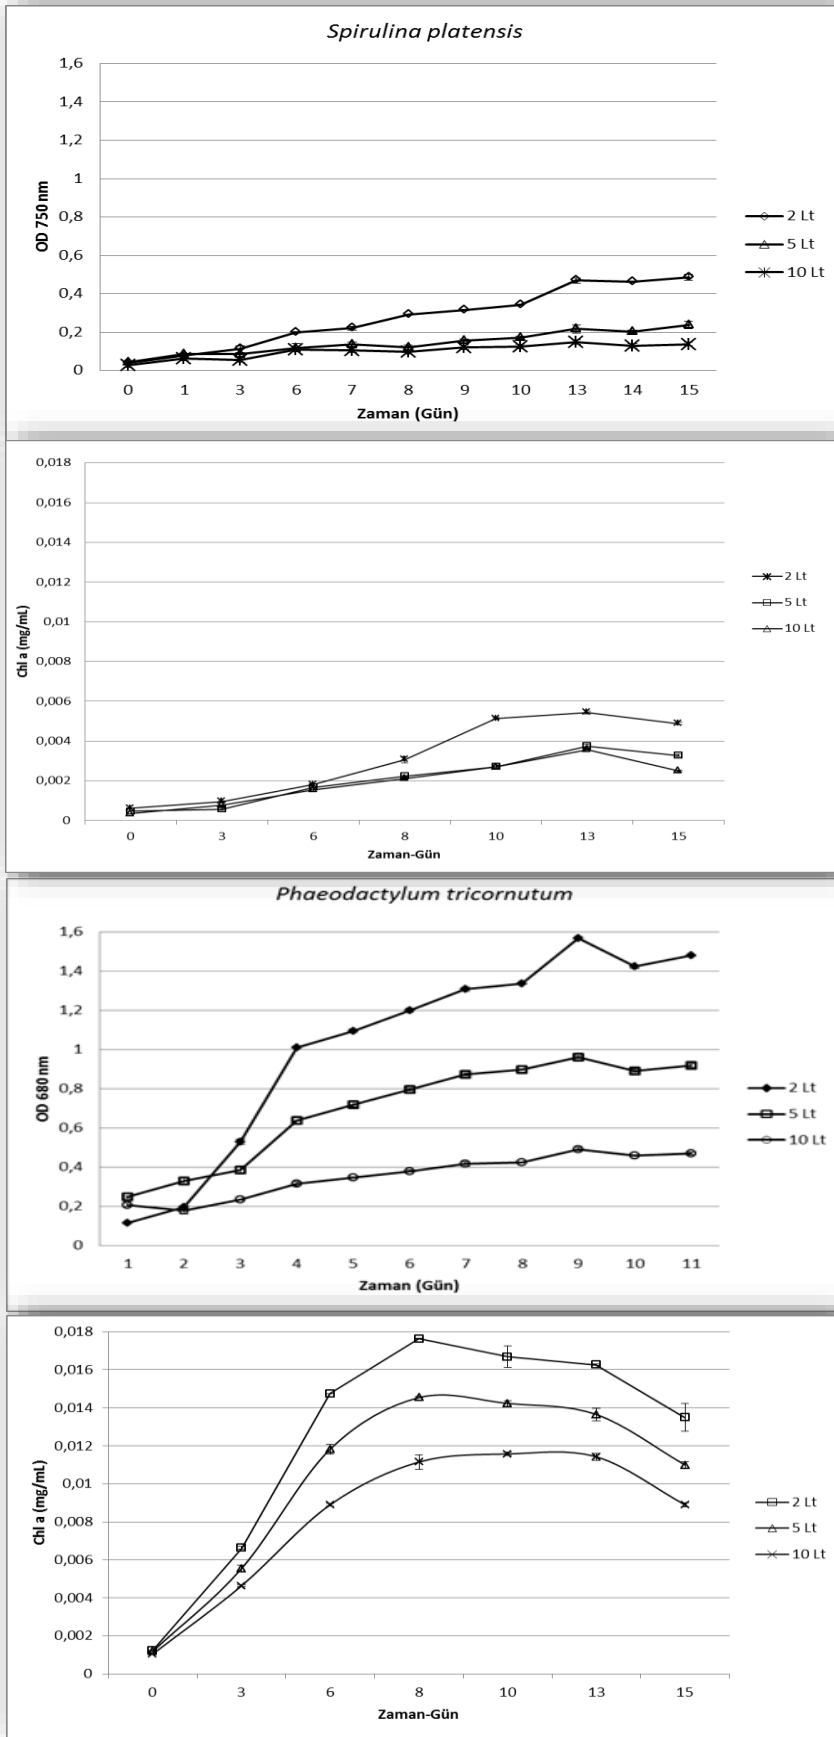 Spirulina platensis
1,6
1,4
1,2
1
0,8
0,6
0,4
0,2
0
OD 750 nm
0 1 3 6 7 8 9 10 13 14 15
Zaman (Gün)
2 Lt
5 Lt
10 Lt
0,018
0,016
0,014
0,012
0,01
0,008
0,006
0,004
0,002
0
Chl a (mg/mL)
0 3 6 8 10 13 15
Zaman-Gün
2 Lt
5 Lt
10 Lt
Phaeodactylum tricornutum
1,6
1,4
1,2
1
0,8
0,6
0,4
0,2
0
OD 680 nm
1 2 3 4 5 6 7 8 9 10 11
Zaman (Gün)
2 Lt
5 Lt
10 Lt
0,018
0,016
0,014
0,012
0,01
0,008
0,006
0,004
0,002
0
Chl a (mg/mL)
0 3 6 8 10 13 15
Zaman-Gün
2 Lt
5 Lt
10 Lt